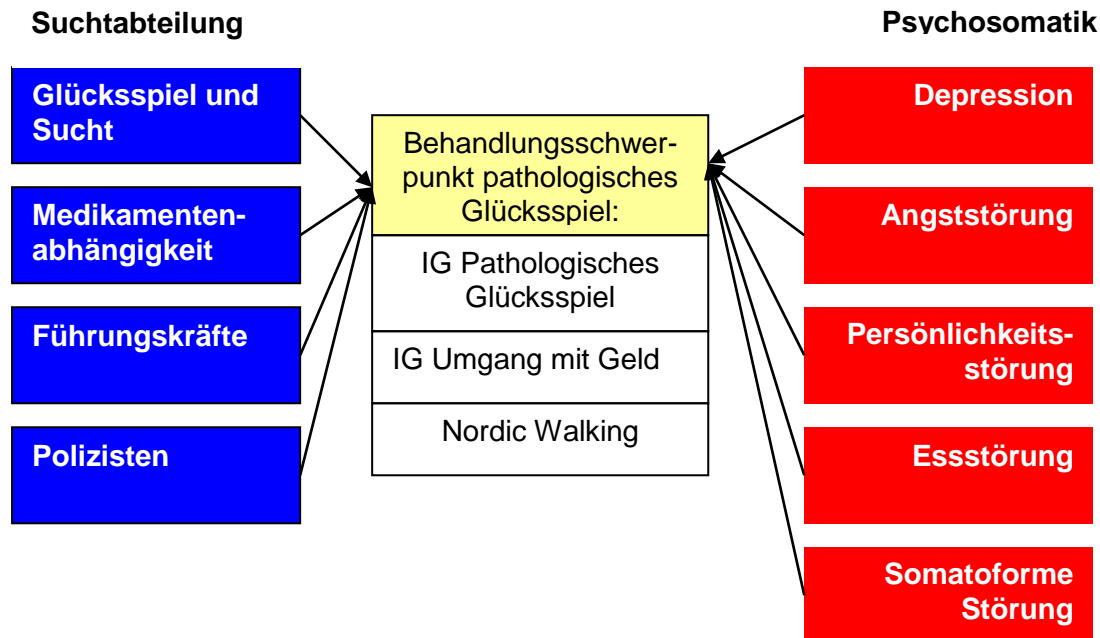 Suchtabteilung
Psychosomatik
Glücksspiel und
Sucht
Medikamenten-
abhängigkeit
Führungskräfte
Polizisten
Behandlungsschwer-
punkt pathologisches
Glücksspiel:
IG Pathologisches
Glücksspiel
IG Umgang mit Geld
Nordic Walking
Depression
Angststörung
Persönlichkeits-
störung
Essstörung
Somatoforme
Störung